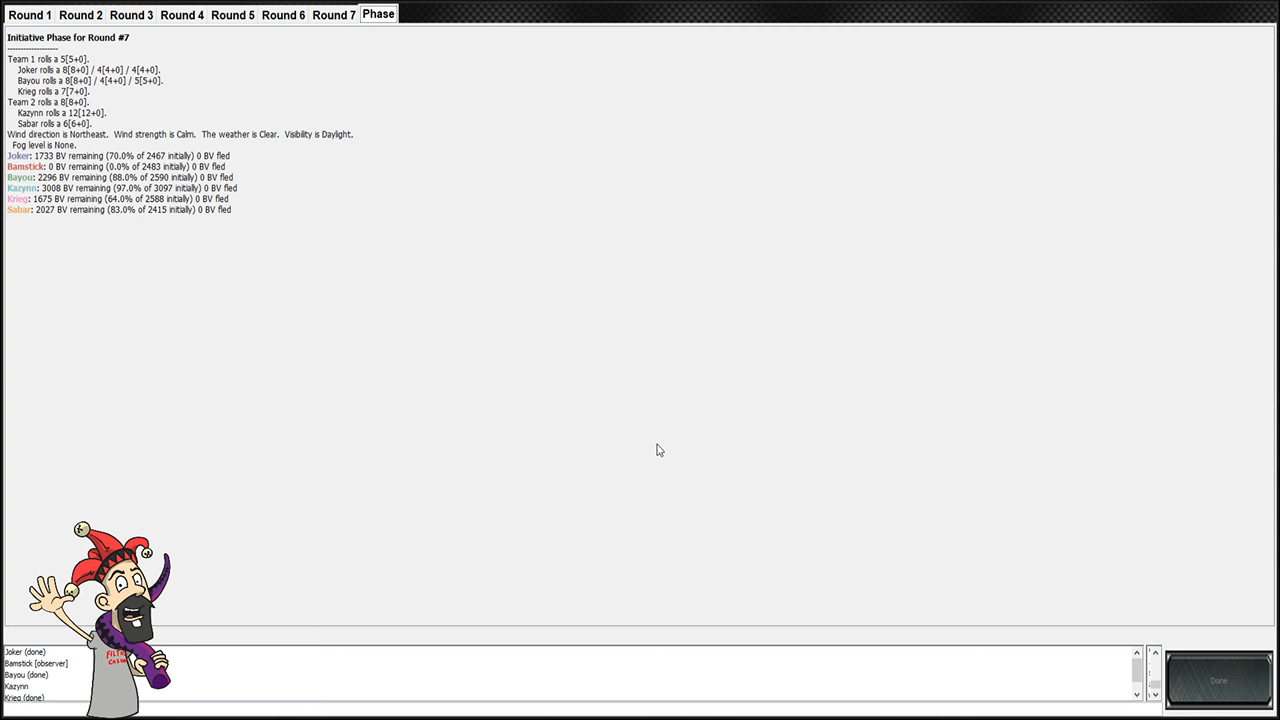 Round 1 Round 2 Round 3 Round 4 Round 5 Round 6 Round 7 Phase
Initiative Phase for Round #7
------------------
Team 1 rolls a 5[5+0].
Joker rolls a 8[8+0] / 4[4+0] / 4[4+0].
Bayou rolls a 8[8+0] / 4[4+0] / 5[5+0].
Krieg rolls a 7[7+0].
Team 2 rolls a 8[8+0].
Kazynn rolls a 12[12+0].
Sabar rolls a 6[6+0].
Wind direction is Northeast. Wind strength is Calm. The weather is Clear. Visibility is Daylight.
Fog level is None.
Joker: 1733 BV remaining (70.0% of 2467 initially) 0 BV fled
Bamstick: 0 BV remaining (0.0% of 2483 initially) 0 BV fled
Bayou: 2296 BV remaining (88.0% of 2590 initially) 0 BV fled
Kazynn: 3008 BV remaining (97.0% of 3097 initially) 0 BV fled
Krieg: 1675 BV remaining (64.0% of 2588 initially) 0 BV fled
Sabar: 2027 BV remaining (83.0% of 2415 initially) 0 BV fled
Joker (done)
Bamstick [observer]
Bayou (done)
Kazynn
Krieg (done)
Done